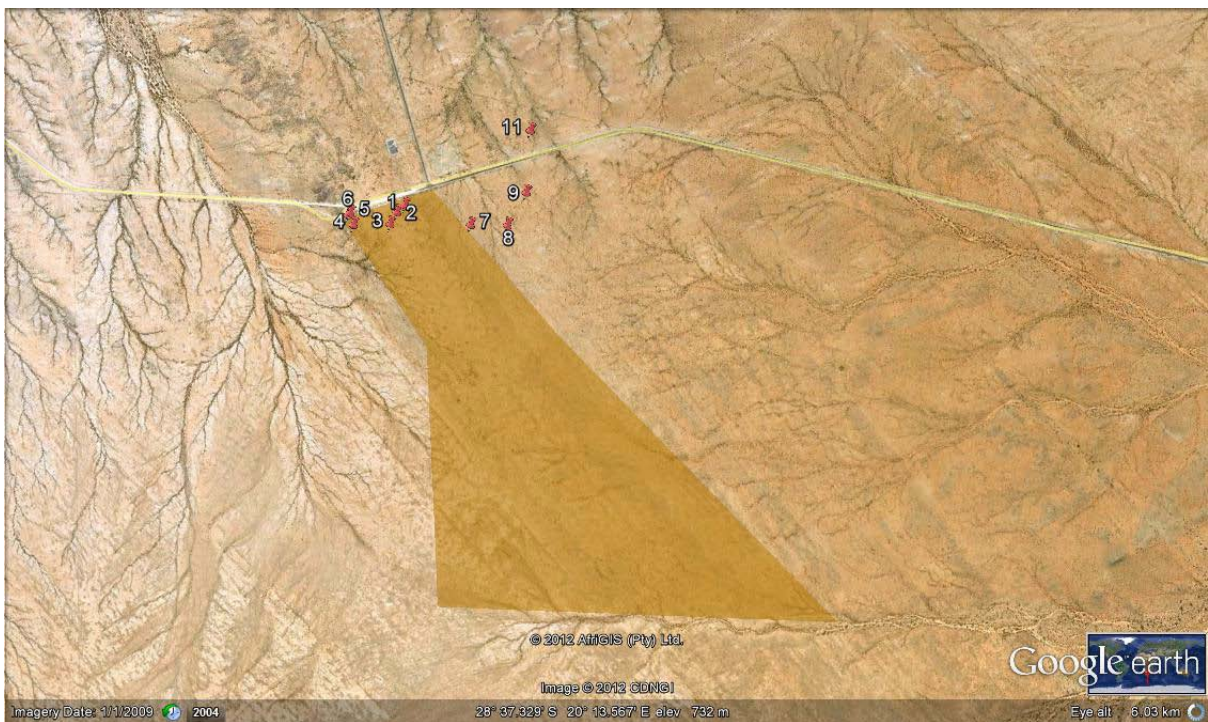 11
9
6
5
1
2
4
3
7
8
© 2012 AfriGIS (Pty) Ltd.
Google earth
Image © 2012 CDNGI
Imagery Date: 1/1/2009 2004 28° 37.329' S 20° 13.567' E elev 732 m Eye alt 6.03 km